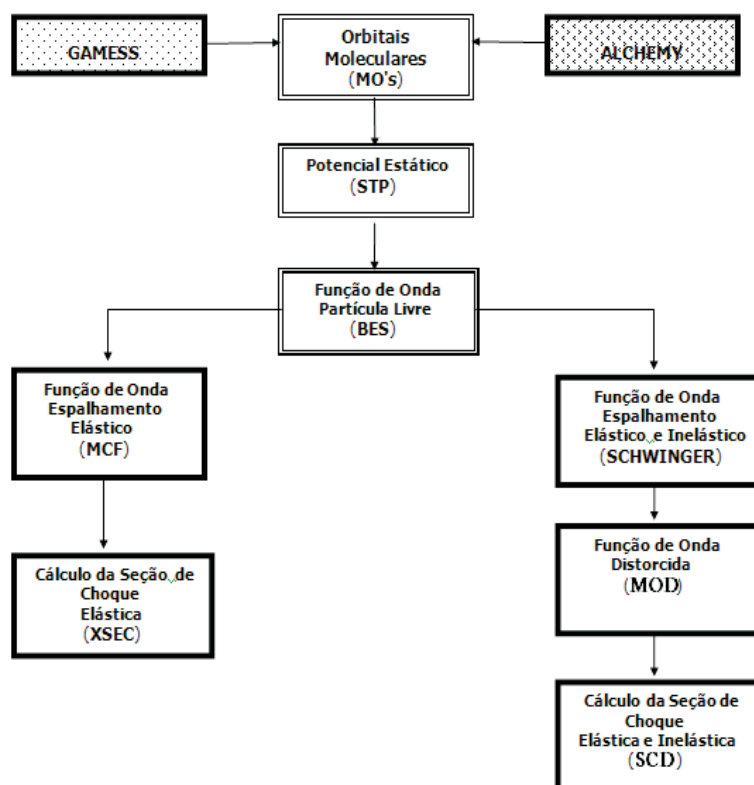 GAMESS
Orbitais
Moleculares
(MO's)
ALCHEMY
Potencial Estático
(STP)
Função de Onda
Partícula Livre
(BES)
Função de Onda
Espalhamento
Elástico
(MCF)
Função de Onda
Espalhamento
Elástico e Inelástico
(SCHWINGER)
Cálculo da Seção de
Choque
Elástica
(XSEC)
Função de Onda
Distorcida
(MOD)
Cálculo da Seção de
Choque
Elástica e Inelástica
(SCD)